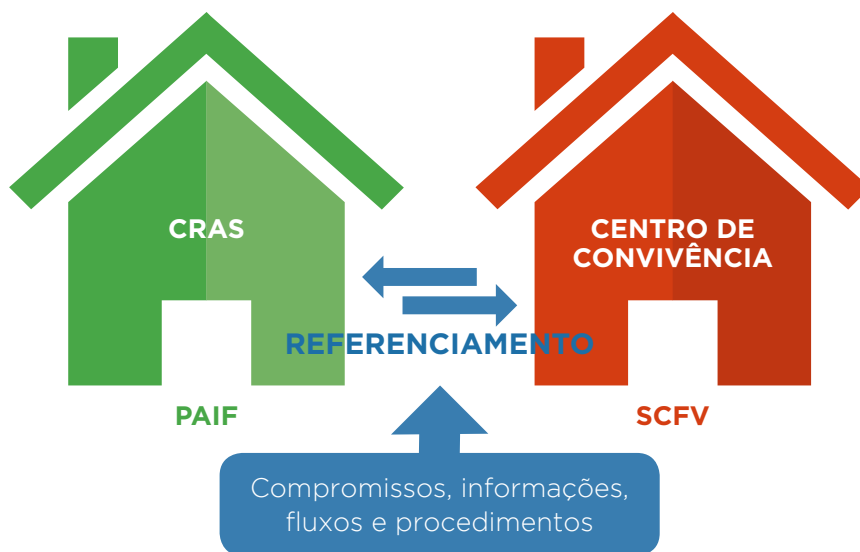 CRAS
CENTRO DE
CONVIVÊNCIA
REFERENCIAMENTO
PAIF
SCFV
Compromissos, informações,
fluxos e procedimentos